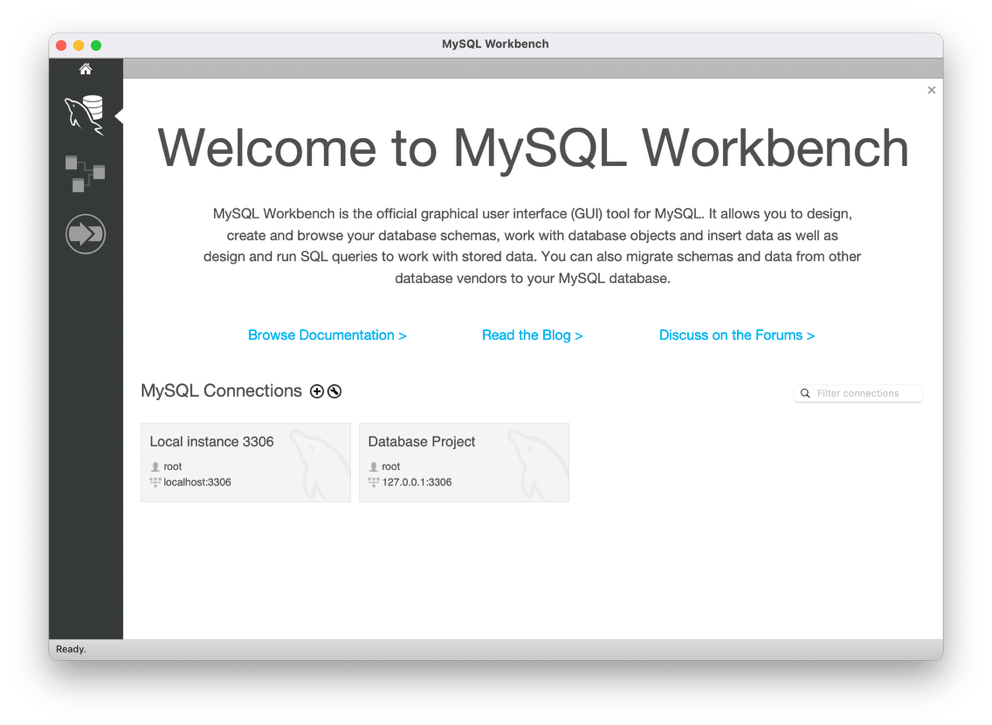 MySQL Workbench
Welcome to MySQL Workbench
MySQL Workbench is the official graphical user interface (GUI) tool for MySQL. It allows you to design,
create and browse your database schemas, work with database objects and insert data as well as
design and run SQL queries to work with stored data. You can also migrate schemas and data from other
database vendors to your MySQL database.
Browse Documentation >
Read the Blog >
Discuss on the Forums >
MySQL Connections
Filter connections
Local instance 3306
root
localhost:3306
Database Project
root
127.0.0.1:3306
Ready.